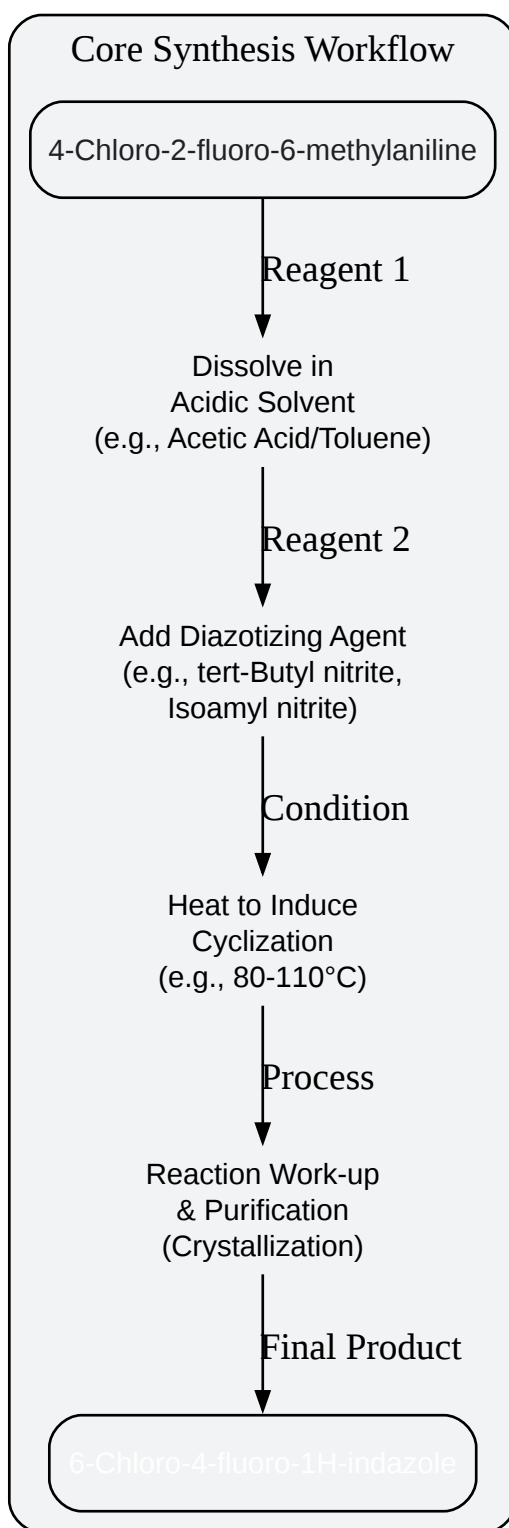 Core Synthesis Workflow
4-Chloro-2-fluoro-6-methylaniline
Reagent 1
Dissolve in
Acidic Solvent
(e.g., Acetic Acid/Toluene)
Reagent 2
Add Diazotizing Agent
(e.g., tert-Butyl nitrite,
Isoamyl nitrite)
Condition
Heat to Induce
Cyclization
(e.g., 80-110°C)
Process
Reaction Work-up
& Purification
(Crystallization)
Final Product
6-Chloro-4-fluoro-1H-indazole